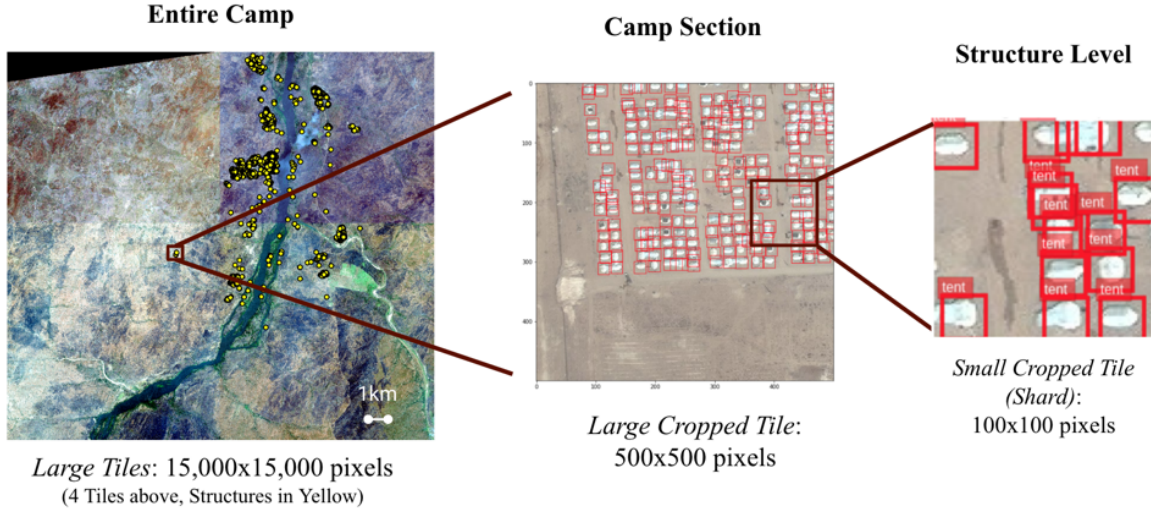 Entire Camp
Camp Section
Structure Level
1km
0
100
200
300
400
0
100
200
300
400
tent
tent
tent
tent
tent
tent
tent
tent
tent
tent
tent
Large Tiles: 15,000x15,000 pixels
(4 Tiles above, Structures in Yellow)
Large Cropped Tile:
500x500 pixels
Small Cropped Tile
(Shard):
100x100 pixels